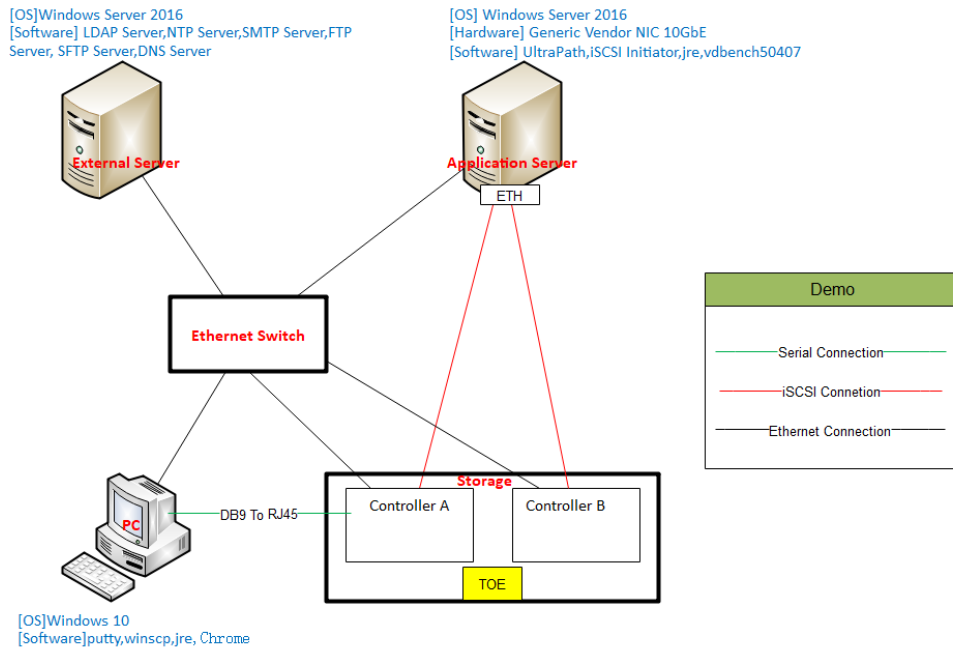 [OS]Windows Server 2016
[Software] LDAP Server,NTP Server,SMTP Server,FTP
Server, SFTP Server,DNS Server
[OS] Windows Server 2016
[Hardware] Generic Vendor NIC 10GbE
[Software] UltraPath,iSCSI Initiator,jre,vdbench50407
External Server
Application Server
ETH
Ethernet Switch
Demo
Serial Connection
iSCSI Connetion
Ethernet Connection
Storage
Controller A
Controller B
PC
DB9 To RJ45
TOE
[OS]Windows 10
[Software]putty,winscp,jre, Chrome